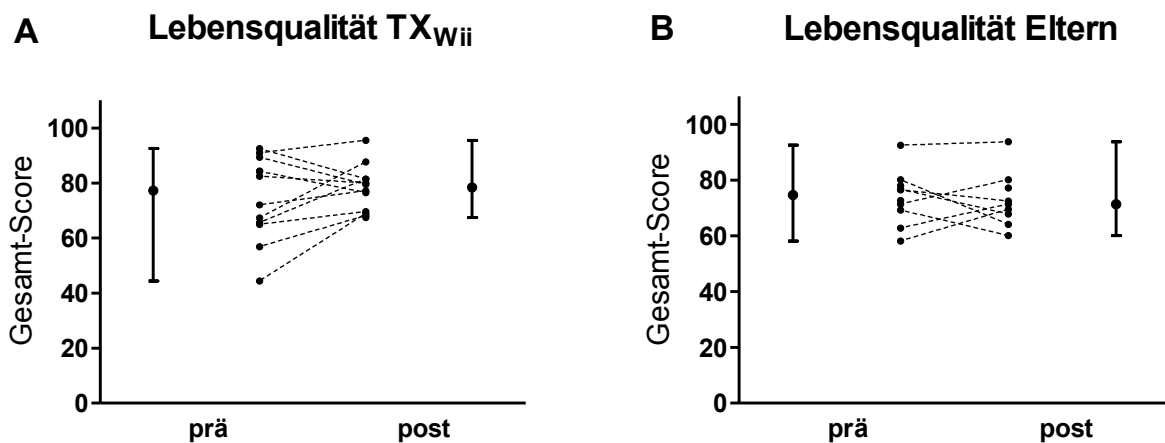 A
Lebensqualität TX_Wii
Gesamt-Score
100
80
60
40
20
0
prä
post
B
Lebensqualität Eltern
Gesamt-Score
100
80
60
40
20
0
prä
post